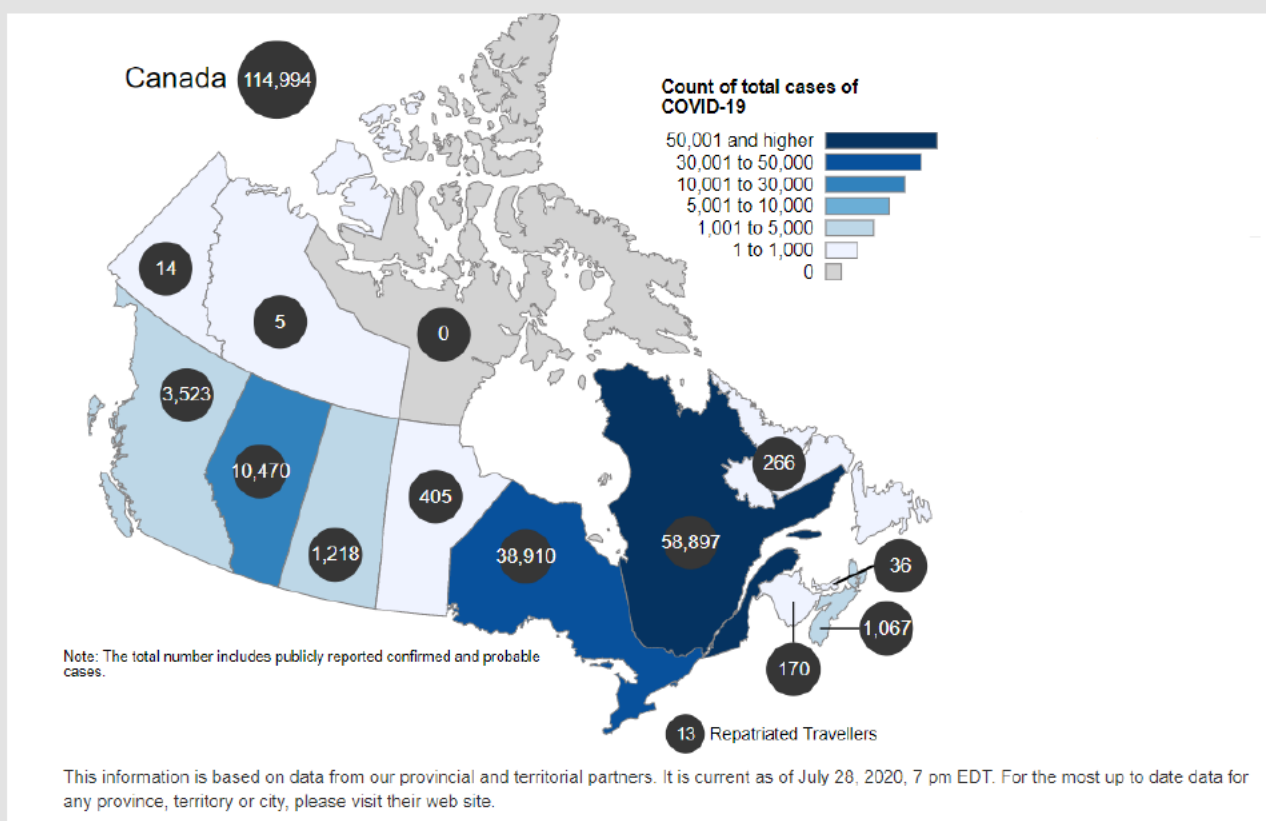 Canada 114,994
Count of total cases of
COVID-19
50,001 and higher
30,001 to 50,000
10,001 to 30,000
5,001 to 10,000
1,001 to 5,000
1 to 1,000
0
14
5
0
3,523
10,470
1,218
405
38,910
58,897
266
36
1,067
170
Note: The total number includes publicly reported confirmed and probable
cases.
13 Repatriated Travellers
This information is based on data from our provincial and territorial partners. It is current as of July 28, 2020, 7 pm EDT. For the most up to date data for
any province, territory or city, please visit their web site.